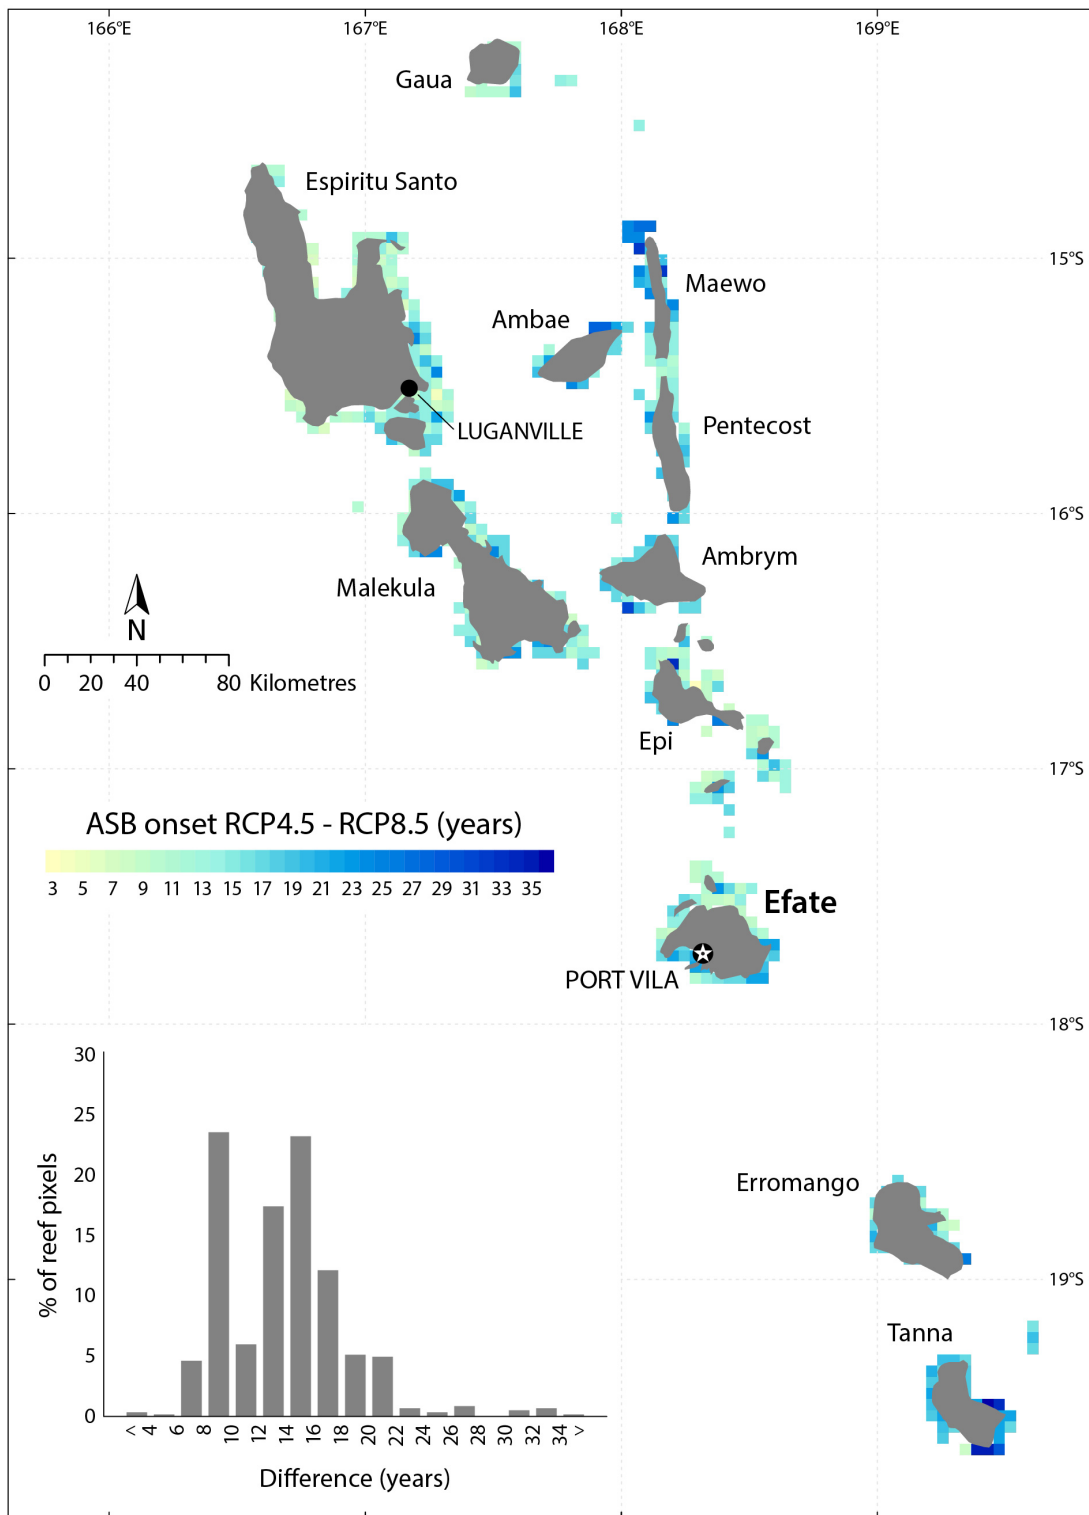 166°E 167°E 168°E 169°E
Gaua
Espiritu Santo
15°S
Maewo
Ambae
Pentecost
LUGANVILLE
16°S
Ambrym
Malekula
N
0 20 40 80 Kilometres
Epi
17°S
ASB onset RCP4.5 - RCP8.5 (years)
3 5 7 9 11 13 15 17 19 21 23 25 27 29 31 33 35
Efate
PORT VILA
18°S
30
25
20
15
10
5
0
% of reef pixels
< 4 6 8 10 12 14 16 18 20 22 24 26 28 30 32 34 >
Difference (years)
Erromango
19°S
Tanna